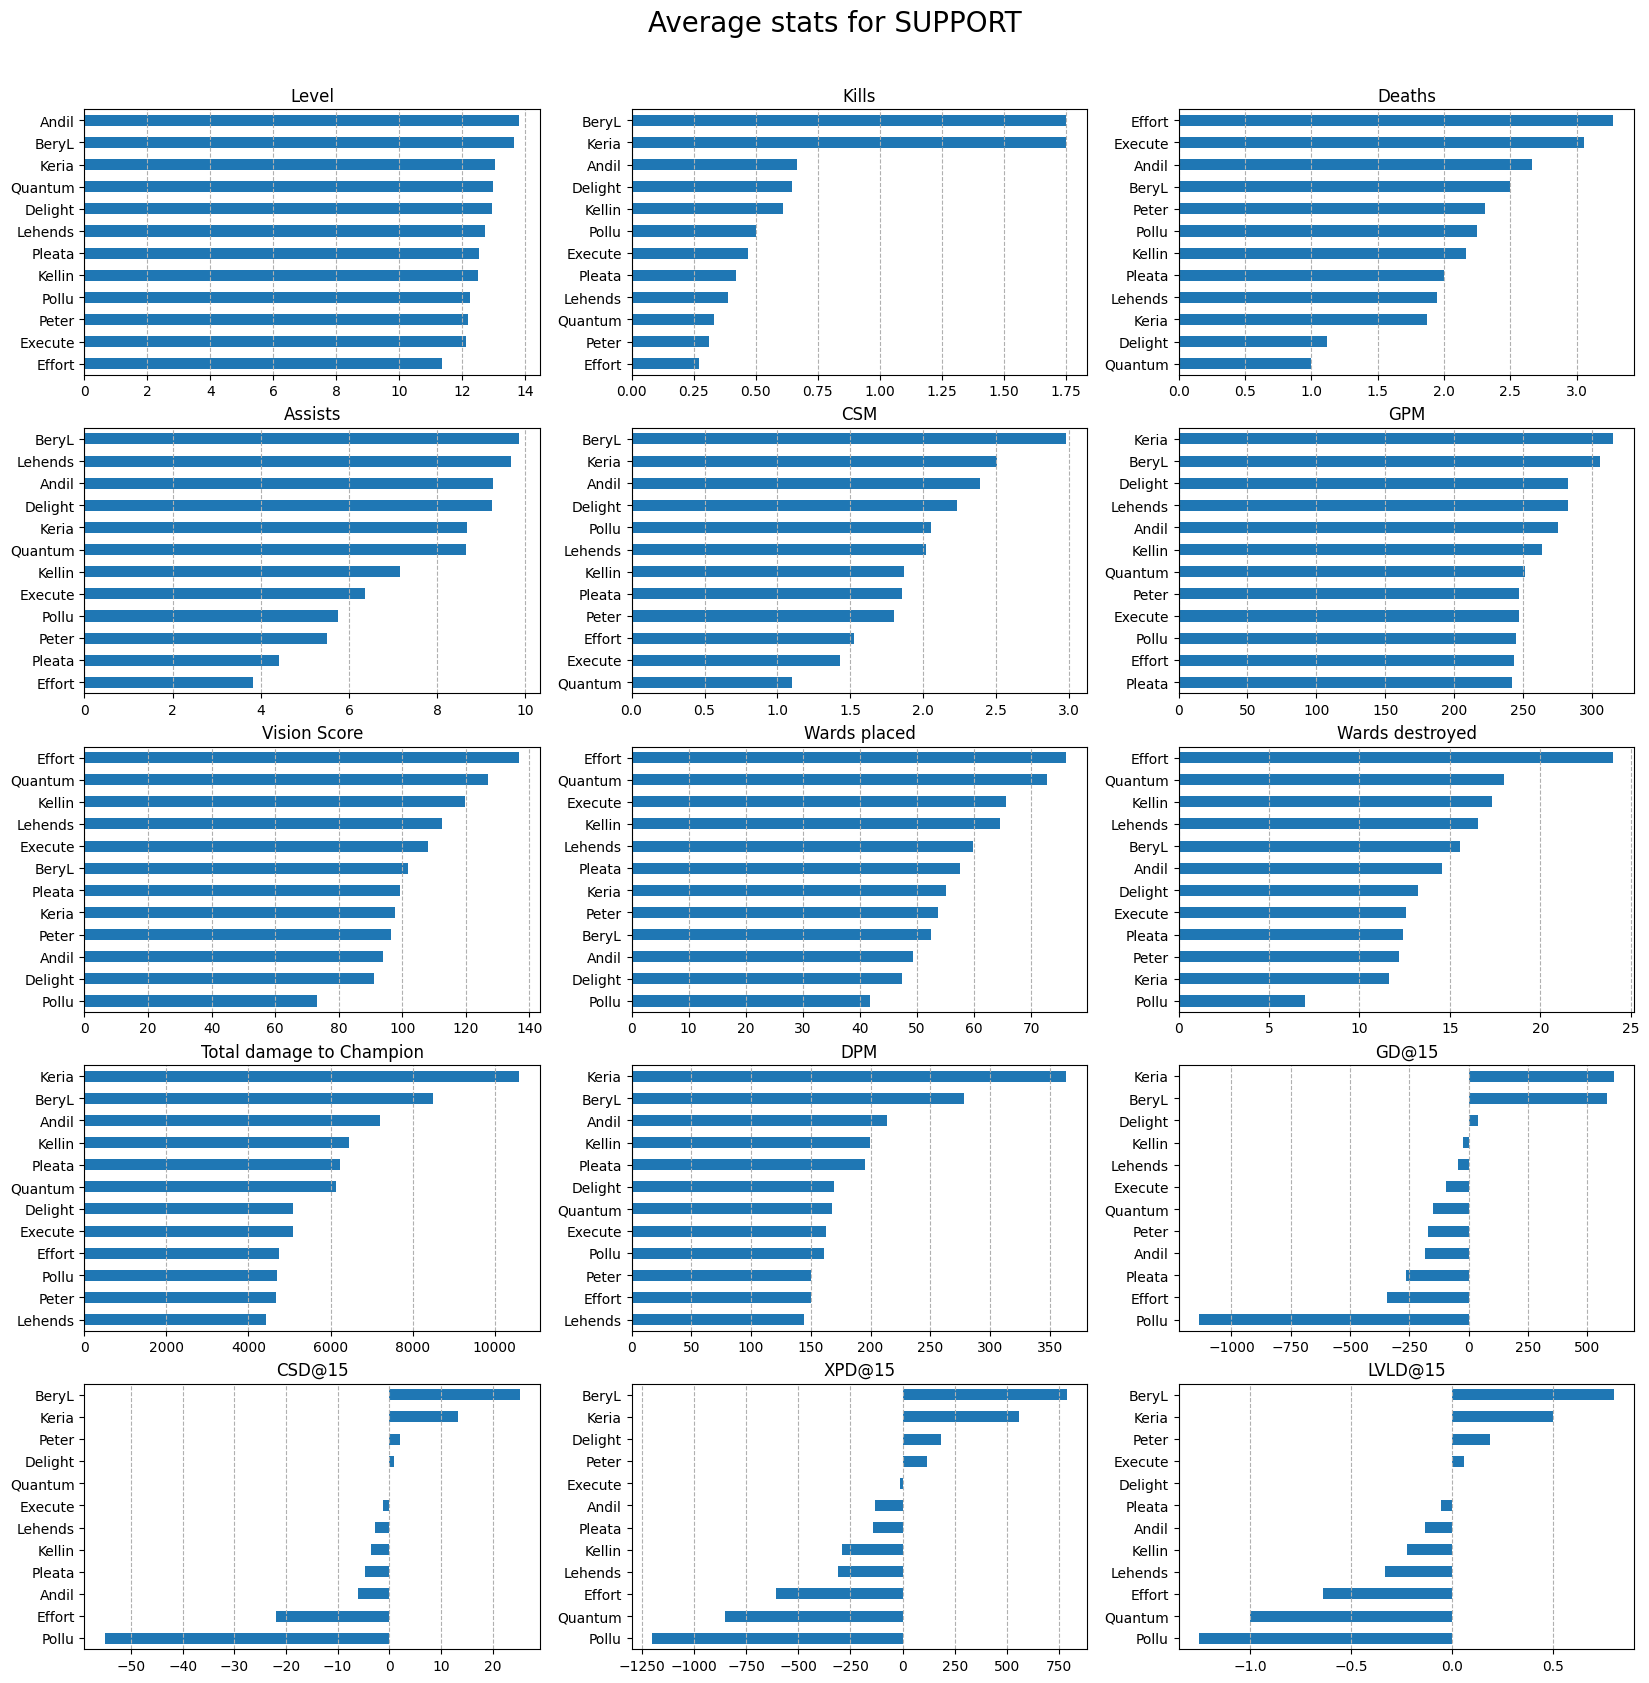 Average stats for SUPPORT
Level
Andil
BeryL
Keria
Quantum
Delight
Lehends
Pleata
Kellin
Pollu
Peter
Execute
Effort
0 2 4 6 8 10 12 14
Kills
BeryL
Keria
Andil
Delight
Kellin
Pollu
Execute
Pleata
Lehends
Quantum
Peter
Effort
0.00 0.25 0.50 0.75 1.00 1.25 1.50 1.75
Deaths
Effort
Execute
Andil
BeryL
Peter
Pollu
Kellin
Pleata
Lehends
Keria
Delight
Quantum
0.0 0.5 1.0 1.5 2.0 2.5 3.0
Assists
BeryL
Lehends
Andil
Delight
Keria
Quantum
Kellin
Execute
Pollu
Peter
Pleata
Effort
0 2 4 6 8 10
CSM
BeryL
Keria
Andil
Delight
Pollu
Lehends
Kellin
Pleata
Peter
Effort
Execute
Quantum
0.0 0.5 1.0 1.5 2.0 2.5 3.0
GPM
Keria
BeryL
Delight
Lehends
Andil
Kellin
Quantum
Peter
Execute
Pollu
Effort
Pleata
0 50 100 150 200 250 300
Vision Score
Effort
Quantum
Kellin
Lehends
Execute
BeryL
Pleata
Keria
Peter
Andil
Delight
Pollu
0 20 40 60 80 100 120 140
Wards placed
Effort
Quantum
Execute
Kellin
Lehends
Pleata
Keria
Peter
BeryL
Andil
Delight
Pollu
0 10 20 30 40 50 60 70
Wards destroyed
Effort
Quantum
Kellin
Lehends
BeryL
Andil
Delight
Execute
Pleata
Peter
Keria
Pollu
0 5 10 15 20 25
Total damage to Champion
Keria
BeryL
Andil
Kellin
Pleata
Quantum
Delight
Execute
Effort
Pollu
Peter
Lehends
0 2000 4000 6000 8000 10000
DPM
Keria
BeryL
Andil
Kellin
Pleata
Delight
Quantum
Execute
Pollu
Peter
Effort
Lehends
0 50 100 150 200 250 300 350
GD@15
Keria
BeryL
Delight
Kellin
Lehends
Execute
Quantum
Peter
Andil
Pleata
Effort
Pollu
−1000 −750 −500 −250 0 250 500
CSD@15
BeryL
Keria
Peter
Delight
Quantum
Execute
Lehends
Kellin
Pleata
Andil
Effort
Pollu
−50 −40 −30 −20 −10 0 10 20
XPD@15
BeryL
Keria
Delight
Peter
Execute
Andil
Pleata
Kellin
Lehends
Effort
Quantum
Pollu
−1250 −1000 −750 −500 −250 0 250 500 750
LVLD@15
BeryL
Keria
Peter
Execute
Delight
Pleata
Andil
Kellin
Lehends
Effort
Quantum
Pollu
−1.0 −0.5 0.0 0.5